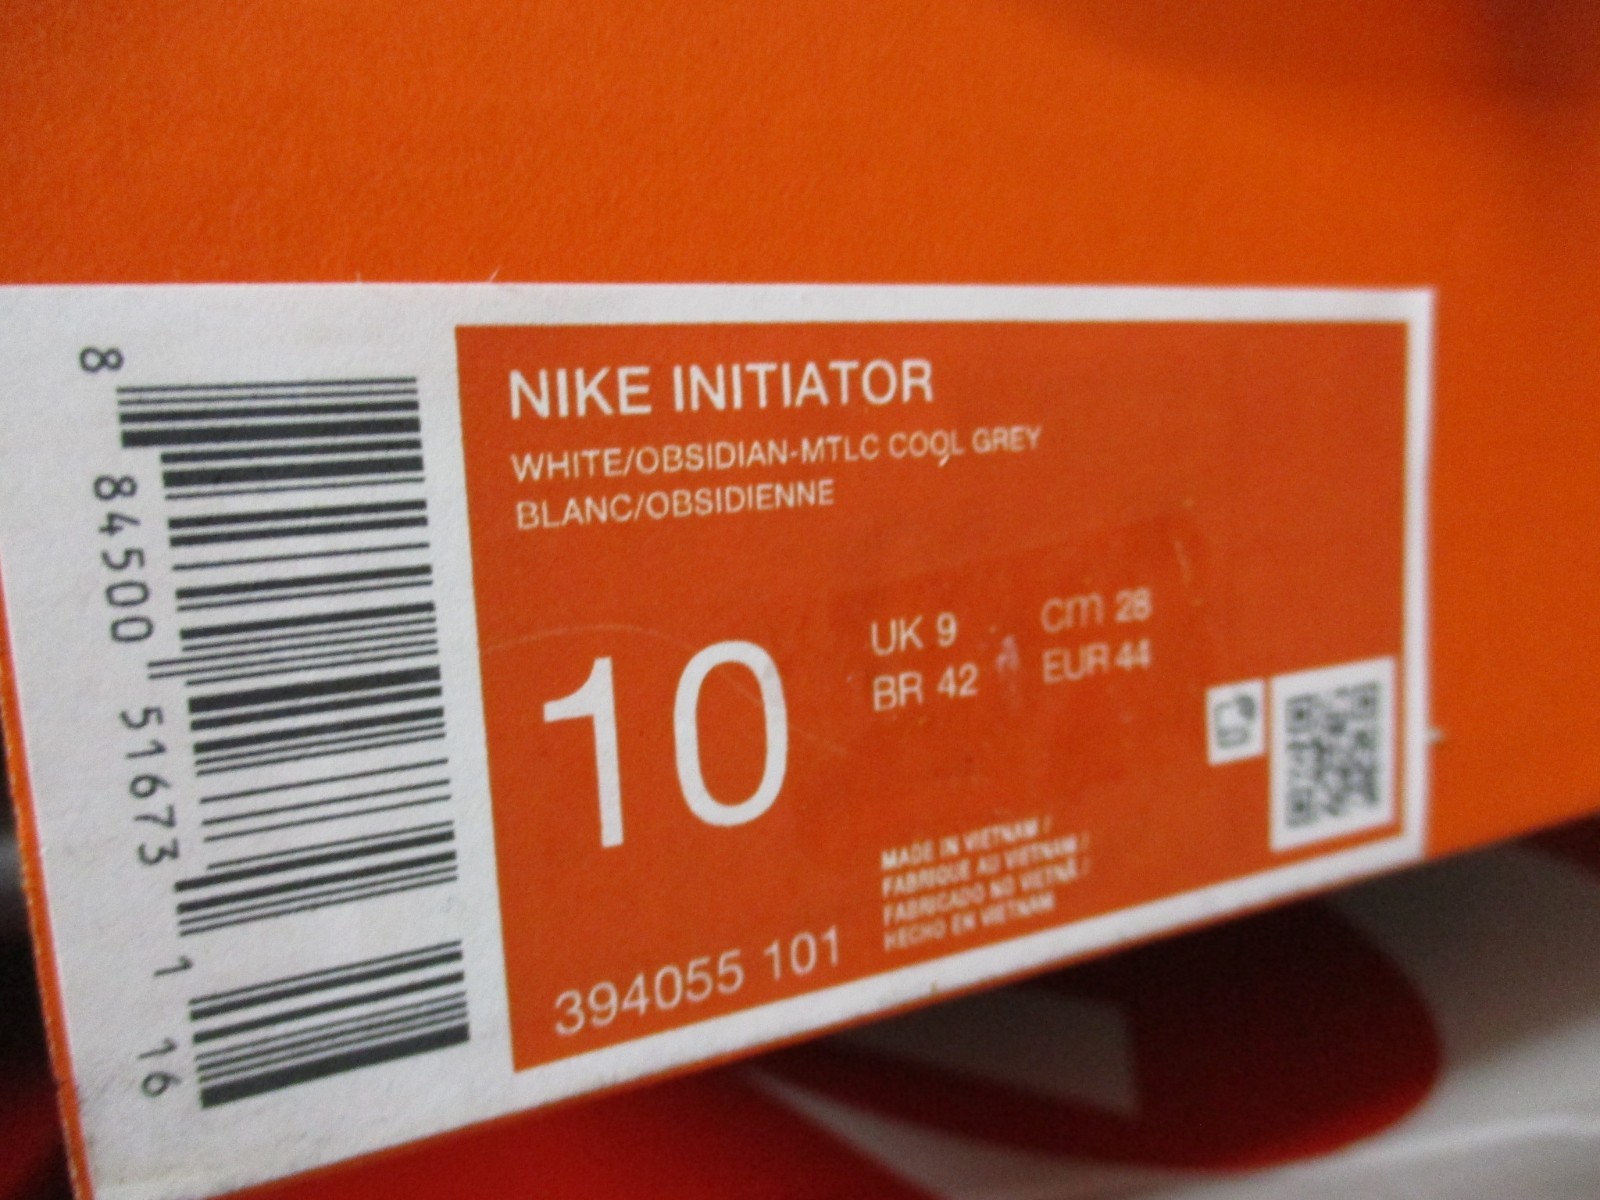 NIKE INITIATOR
WHITE/OBSIDIAN-MTLC COOL GREY
BLANC/OBSIDIENNE
10
UK 9 cm 28
BR 42 EUR 44
MADE IN VIETNAM /
FABRIQUE AU VIETNAM /
FABRICADO NO VIETNÃ /
HECHO EN VIETNAM
394055 101
8 84500 51673 1 16